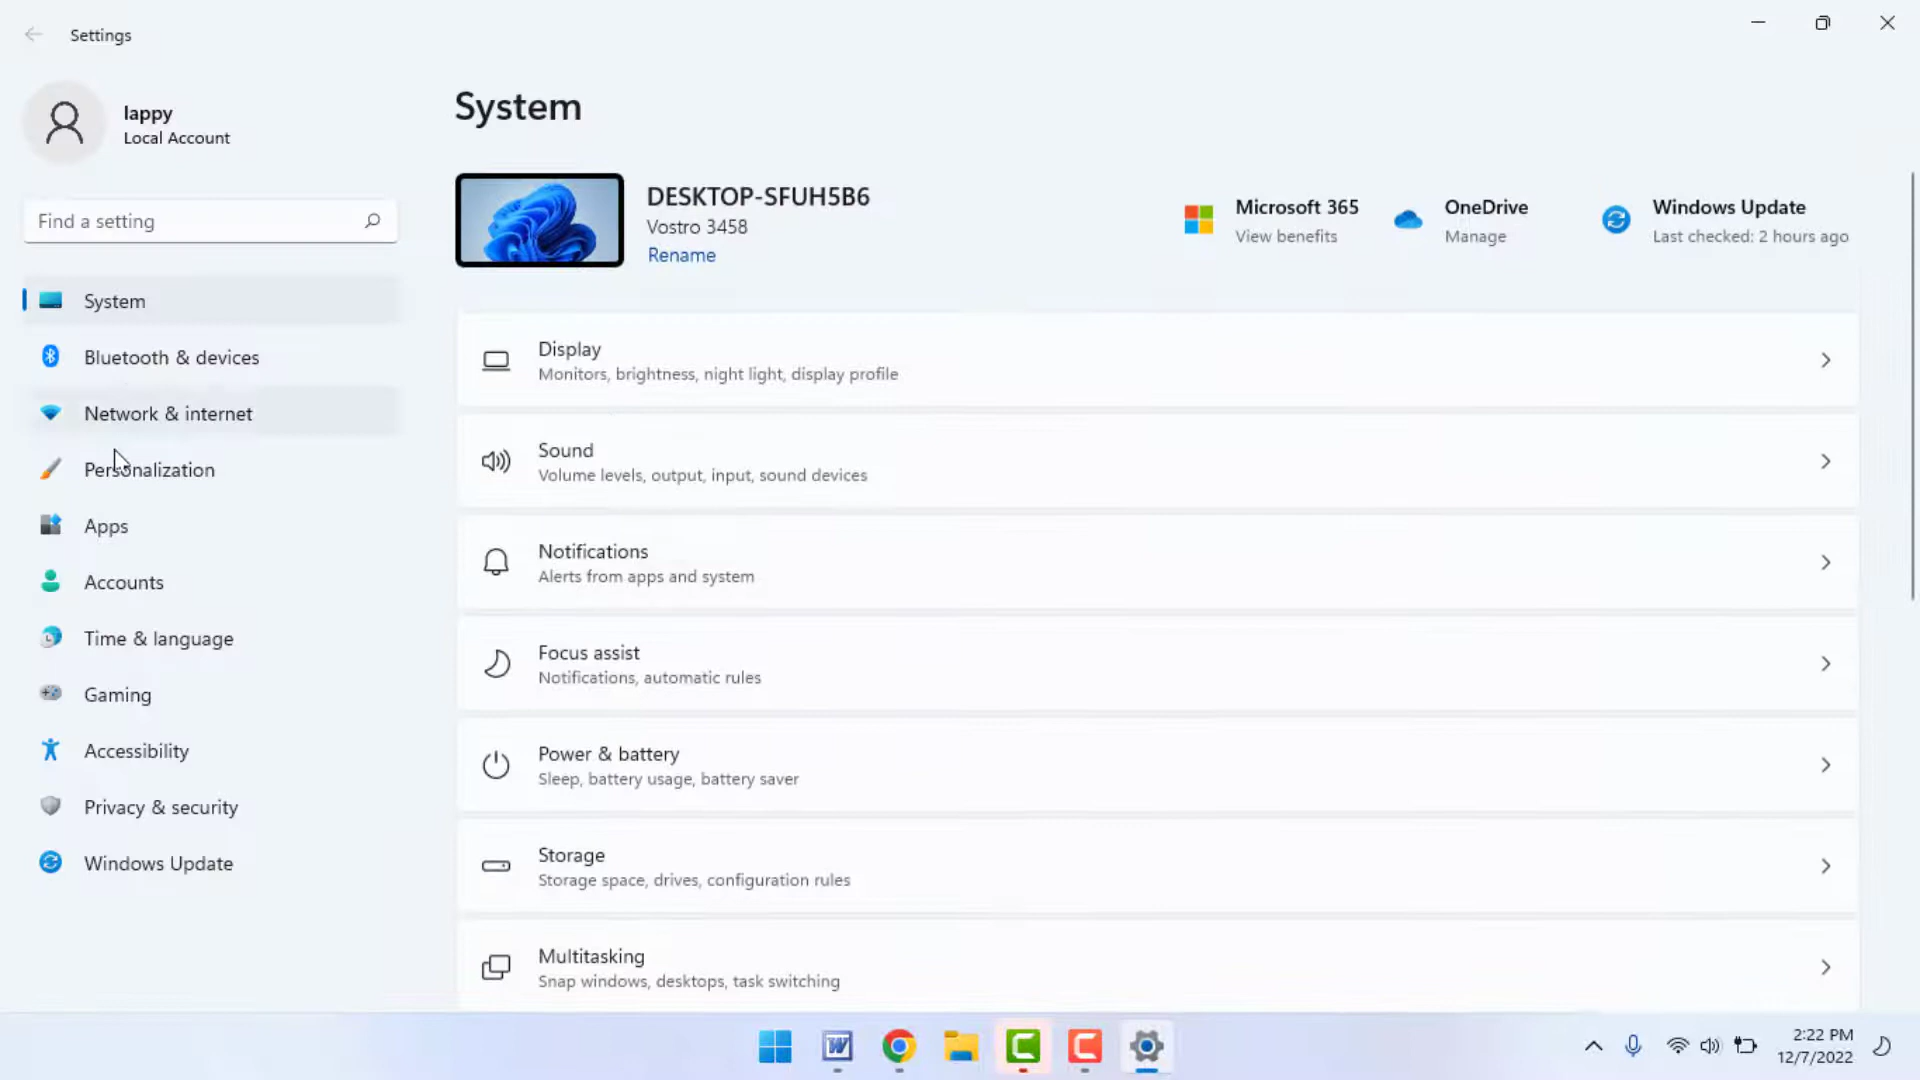 Settings
lappy
Local Account
Find a setting
System
Bluetooth & devices
Network & internet
Personalization
Apps
Accounts
Time & language
Gaming
Accessibility
Privacy & security
Windows Update
System
DESKTOP-SFUH5B6
Vostro 3458
Rename
Microsoft 365
View benefits
OneDrive
Manage
Windows Update
Last checked: 2 hours ago
Display
Monitors, brightness, night light, display profile
Sound
Volume levels, output, input, sound devices
Notifications
Alerts from apps and system
Focus assist
Notifications, automatic rules
Power & battery
Sleep, battery usage, battery saver
Storage
Storage space, drives, configuration rules
Multitasking
Snap windows, desktops, task switching
2:22 PM
12/7/2022